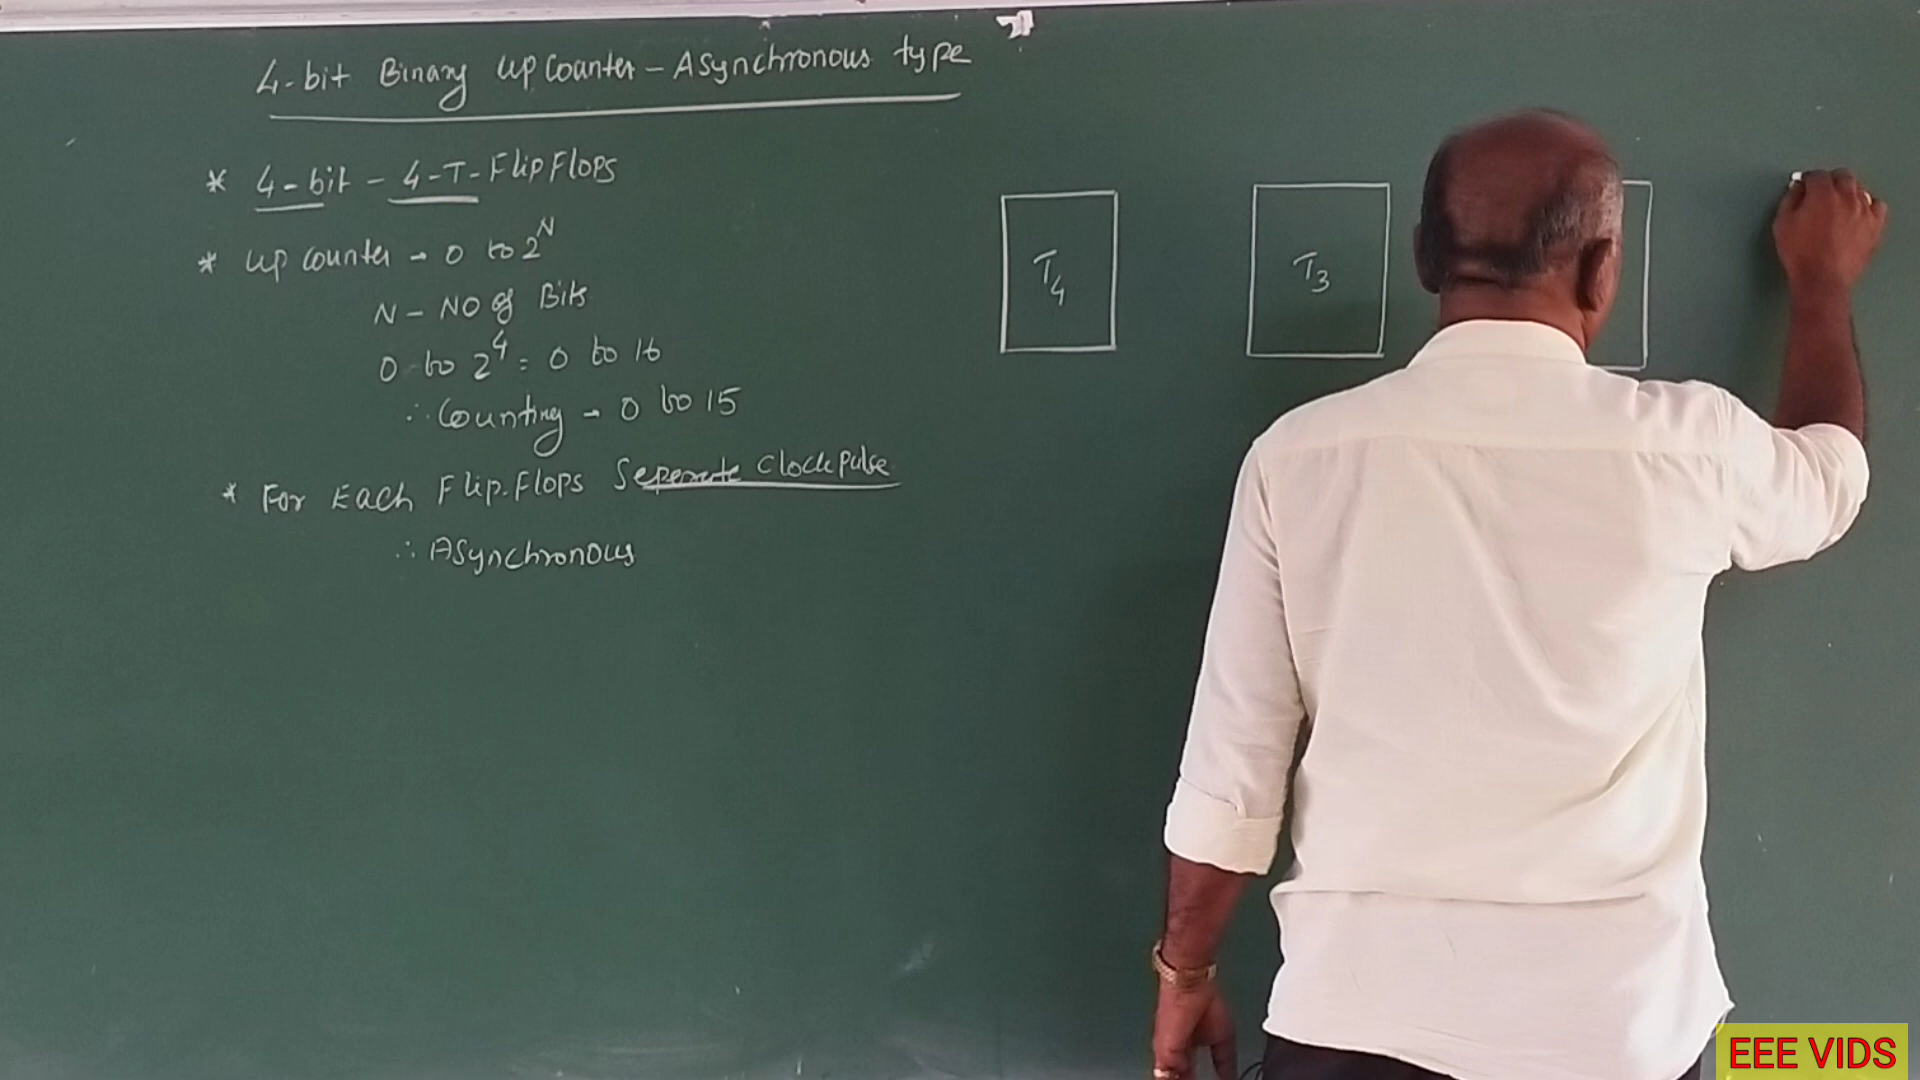 4-bit Binary Up Counter - Asynchronous type
* 4-bit - 4-T-Flip Flops
* Up counter - 0 to 2^N
N - NO of Bits
0 to 2^4 = 0 to 16
∴ Counting - 0 to 15
* For Each Flip.Flops Seperate Clock pulse
∴ Asynchronous
T4
T3
EEE VIDS